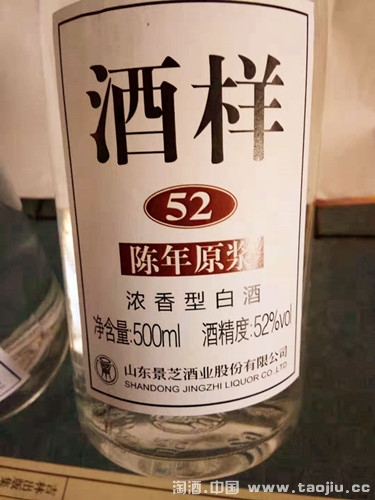 酒样
52
陈年原浆
浓香型白酒
净含量:500ml 酒精度:52%vol
山东景芝酒业股份有限公司
SHANDONG JINGZHI LIQUOR CO.,LTD
淘酒.中国 www.taojiu.cc